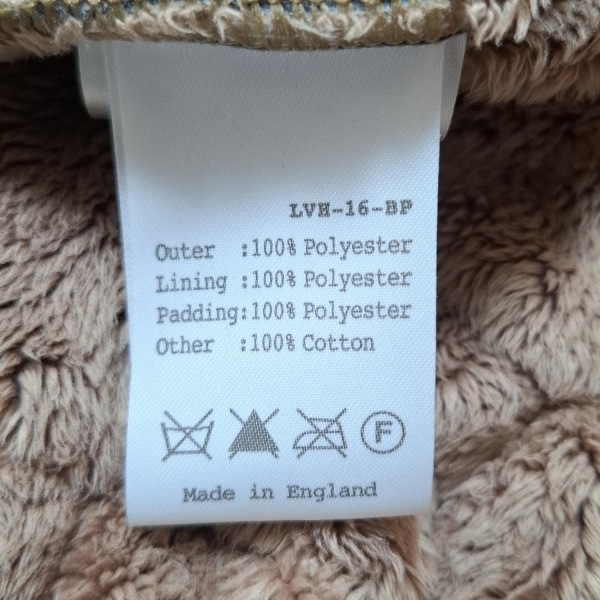 LVH-16-BP
Outer :100% Polyester
Lining :100% Polyester
Padding:100% Polyester
Other :100% Cotton
F
Made in England